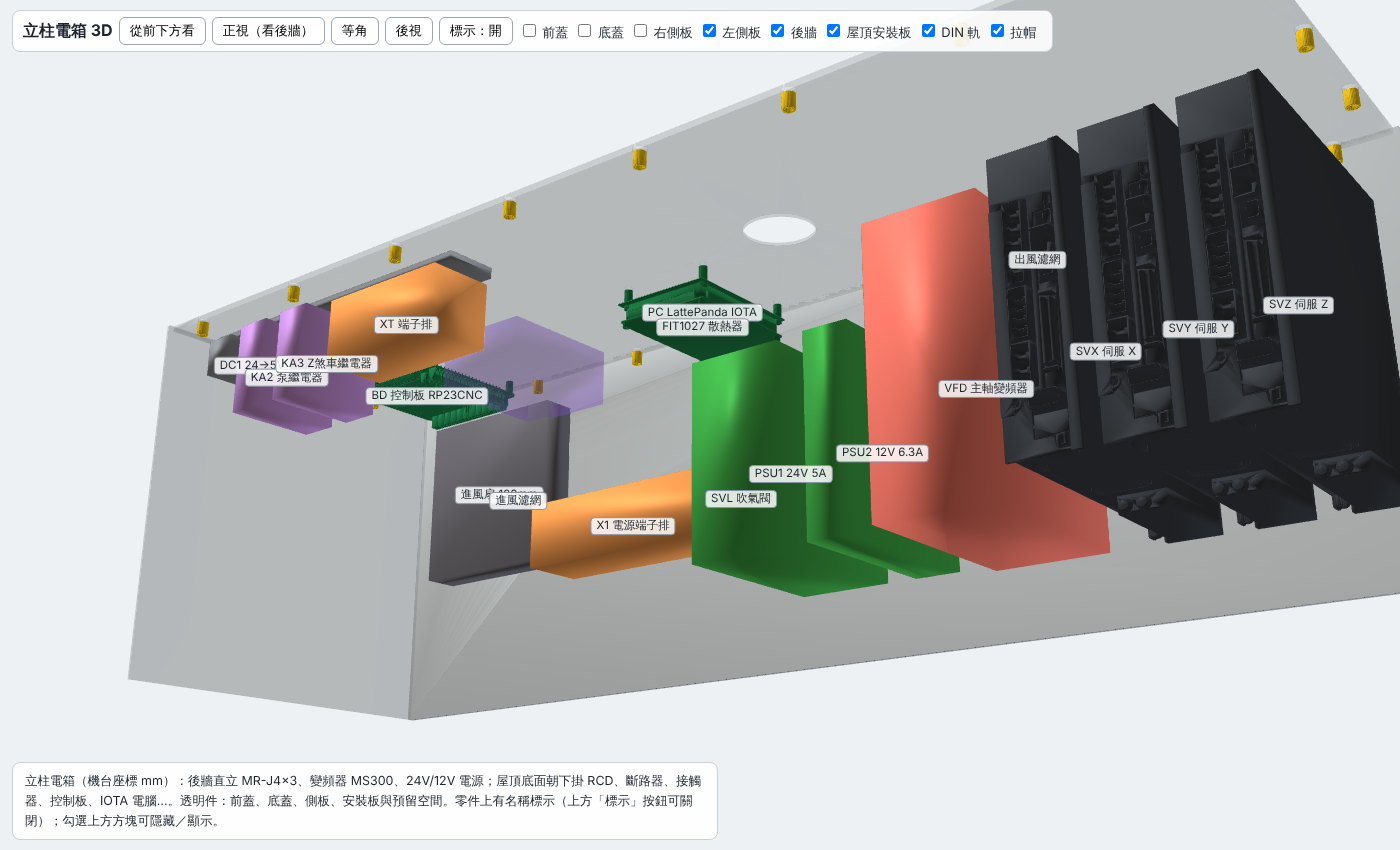 立柱電箱 3D 從前下方看 正視（看後牆） 等角 後視 標示：開 前蓋 底蓋 右側板 左側板 後牆 屋頂安裝板 DIN 軌 拉帽
出風濾網
SVZ 伺服 Z
PC LattePanda IOTA
XT 端子排
FIT1027 散熱器
SVY 伺服 Y
SVX 伺服 X
DC1 24→5
KA3 Z煞車繼電器
KA2 泵繼電器
VFD 主軸變頻器
BD 控制板 RP23CNC
PSU2 12V 6.3A
PSU1 24V 5A
進風濾網
SVL 吹氣閥
X1 電源端子排
立柱電箱（機台座標 mm）：後牆直立 MR-J4×3、變頻器 MS300、24V/12V 電源；屋頂底面朝下掛 RCD、斷路器、接觸
器、控制板、IOTA 電腦…。透明件：前蓋、底蓋、側板、安裝板與預留空間。零件上有名稱標示（上方「標示」按鈕可關
閉）；勾選上方方塊可隱藏／顯示。